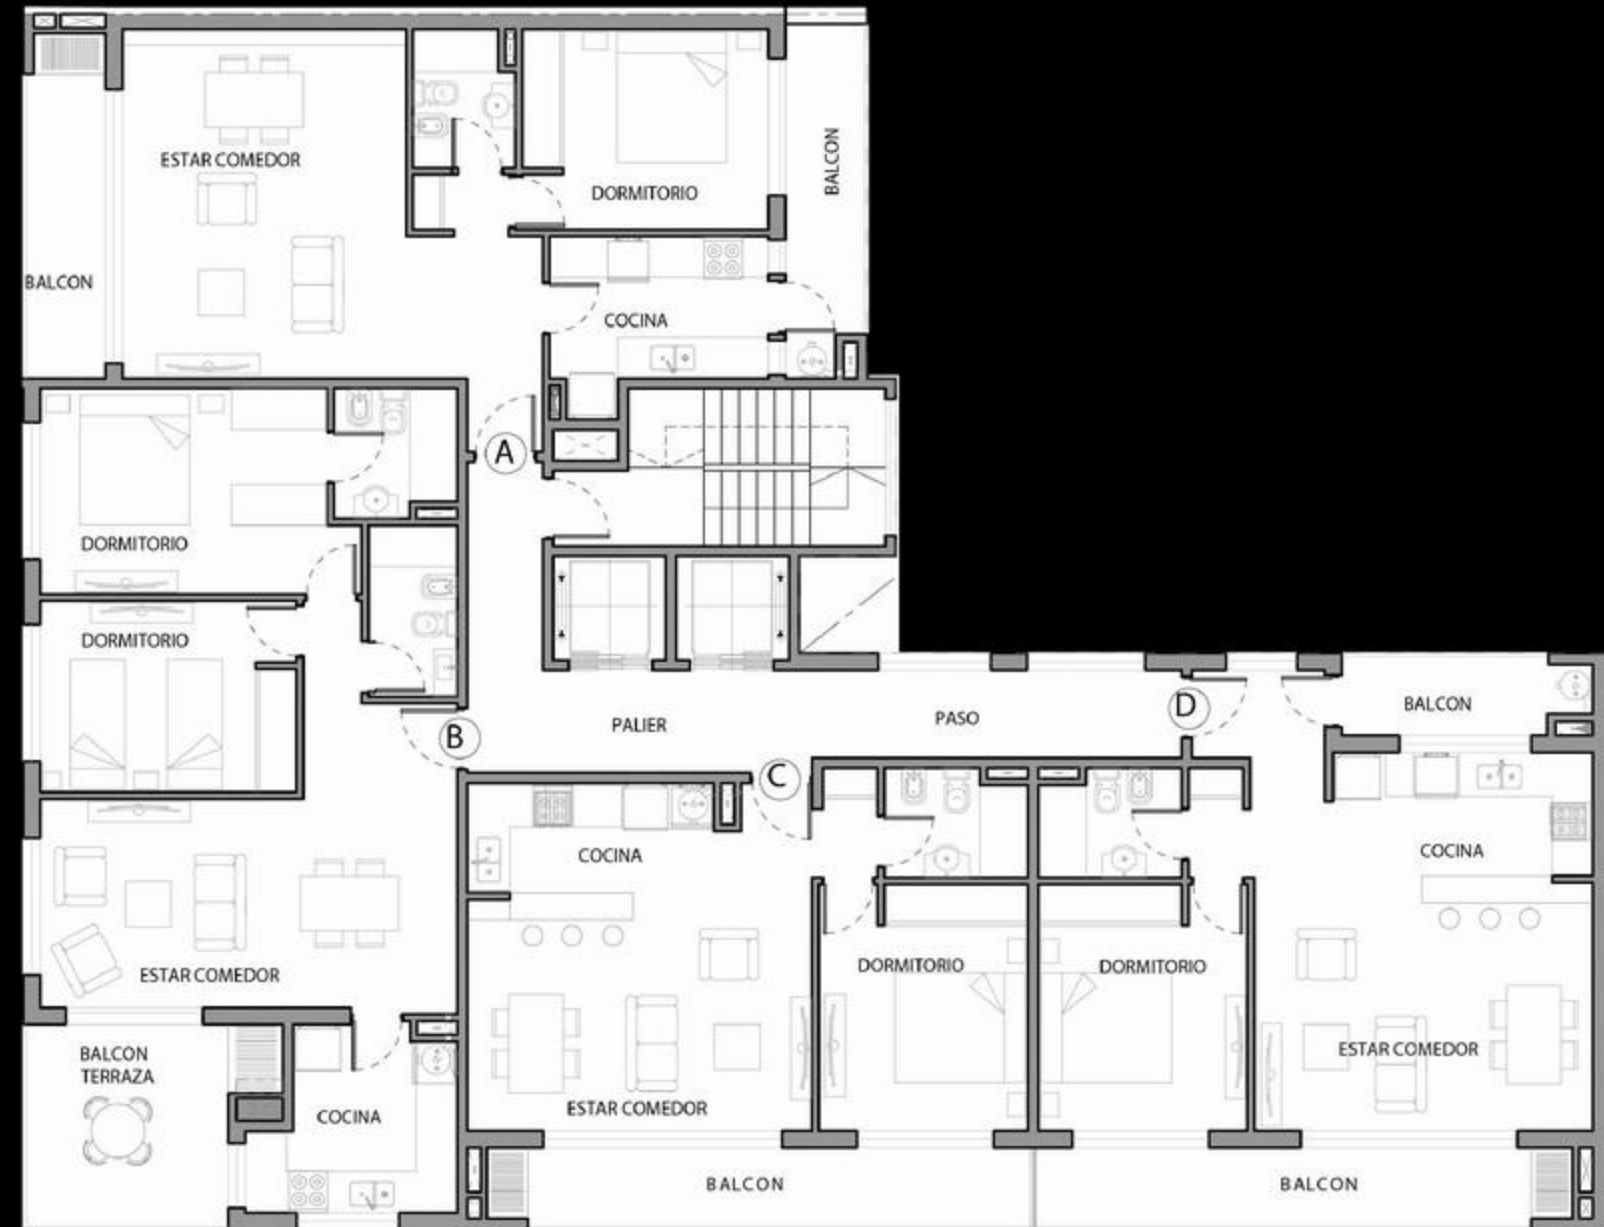 ESTAR COMEDOR
BALCON
DORMITORIO
BALCON
COCINA
A
DORMITORIO
DORMITORIO
B
PALIER
PASO
D
BALCON
C
COCINA
COCINA
ESTAR COMEDOR
DORMITORIO
DORMITORIO
BALCON
TERRAZA
COCINA
ESTAR COMEDOR
ESTAR COMEDOR
BALCON
BALCON